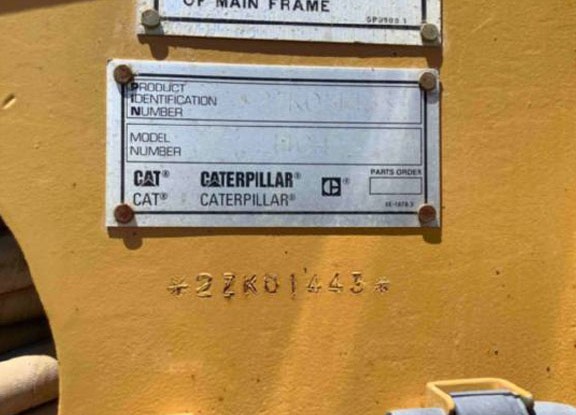 OF MAIN FRAME
PRODUCT
IDENTIFICATION
NUMBER
MODEL
NUMBER
PARTS ORDER
CAT® CATERPILLAR® C®
CAT® CATERPILLAR®
*2ZK01443*